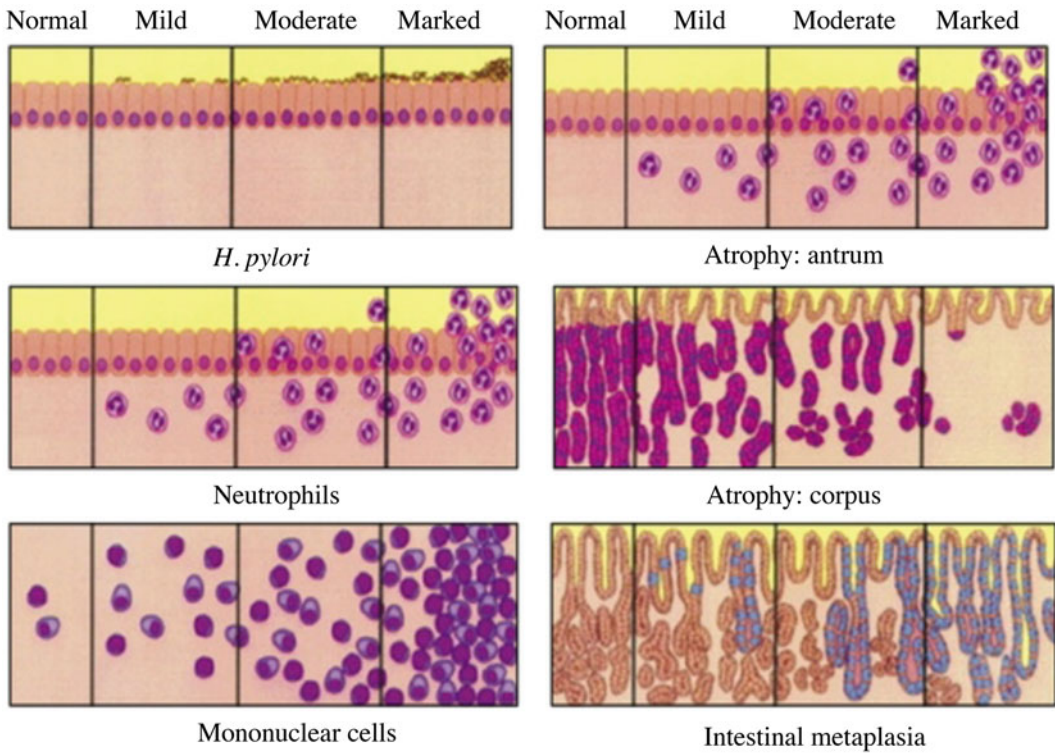 Normal Mild Moderate Marked
Normal Mild Moderate Marked
H. pylori
Atrophy: antrum
Neutrophils
Atrophy: corpus
Mononuclear cells
Intestinal metaplasia